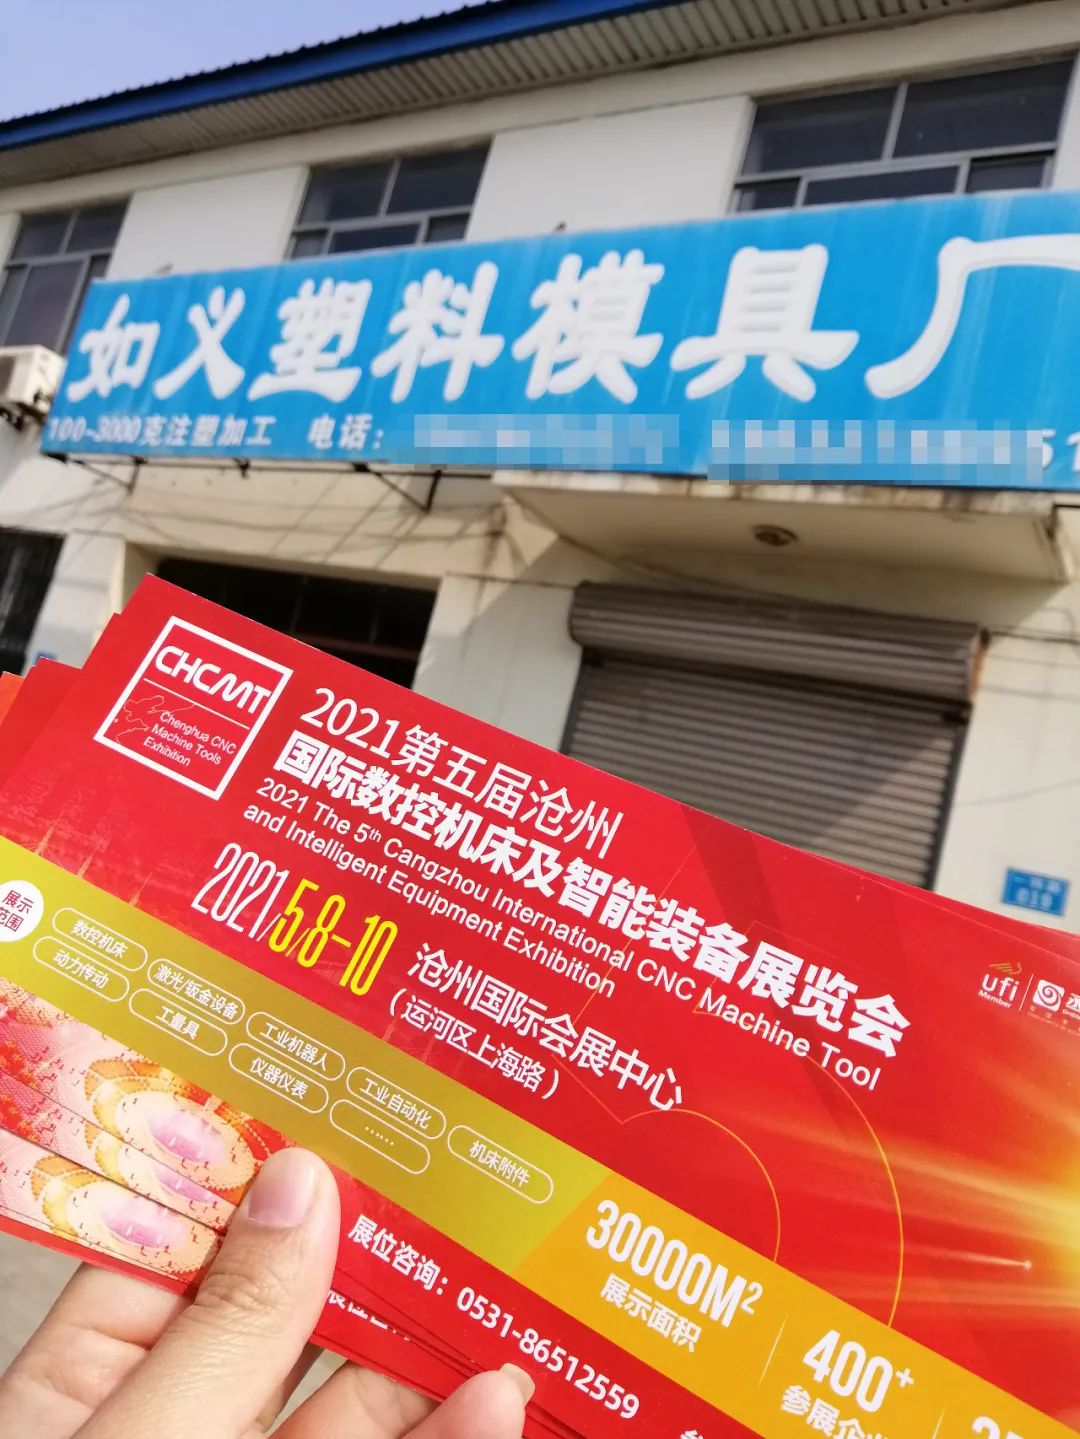 如义塑料模具厂
100-3000克注塑加工 电话:
CHCMT
Chenghua CNC
Machine Tools
Exhibition
2021第五届沧州
国际数控机床及智能装备展览会
2021 The 5th Cangzhou International CNC Machine Tool
and Intelligent Equipment Exhibition
2021/5/8-10
沧州国际会展中心
(运河区上海路)
ufi
Member
展示
范围
数控机床
激光/钣金设备
工业机器人
工业自动化
机床附件
动力传动
工量具
仪器仪表
……
30000M²
展示面积
400+
参展企业
展位咨询：0531-86512559